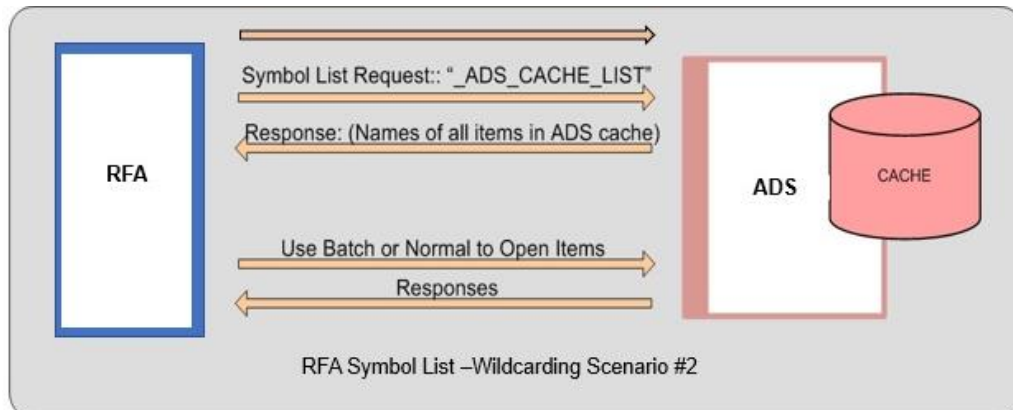 Symbol List Request:: “_ADS_CACHE_LIST”
Response: (Names of all items in ADS cache)
RFA
ADS
CACHE
Use Batch or Normal to Open Items
Responses
RFA Symbol List –Wildcarding Scenario #2